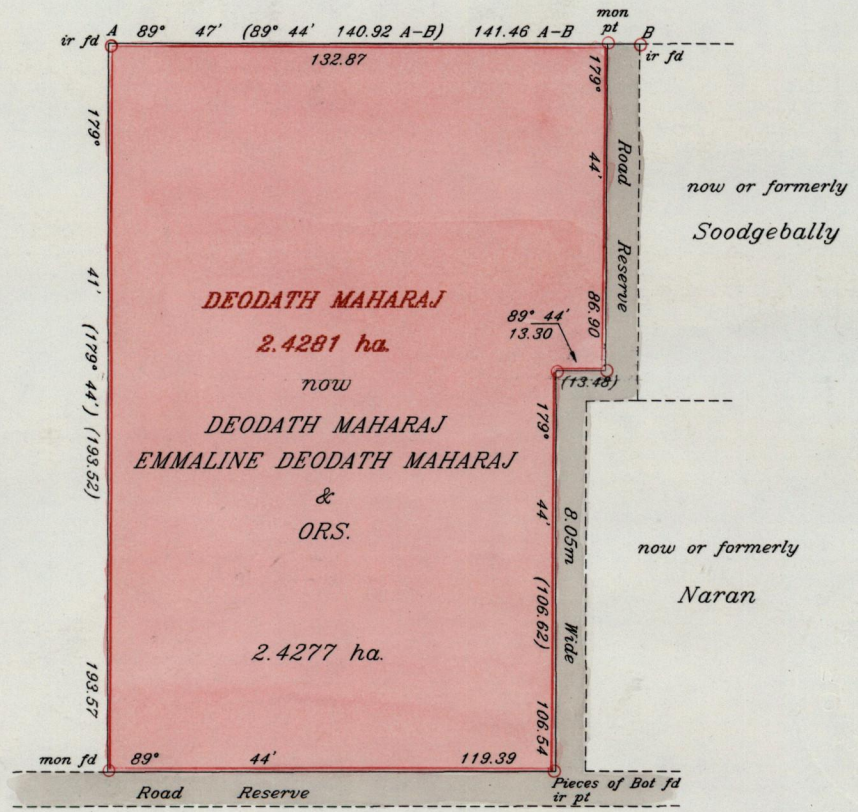 mon
A 89° 47' (89° 44' 140.92 A-B) 141.46 A-B pt B
ir fd
ir fd
132.87
179° 44' 86.90
Road Reserve
now or formerly
Soodgebally
179° 41' (179° 44') (193.52) 193.57
DEODATH MAHARAJ
2.4281 ha.
now
DEODATH MAHARAJ
EMMALINE DEODATH MAHARAJ
&
ORS.
2.4277 ha.
89° 44'
13.30
(13.48)
179° 44' (106.62) 106.54
8.05m Wide
now or formerly
Naran
mon fd 89° 44' 119.39
Pieces of Bot fd
ir pt
Road Reserve